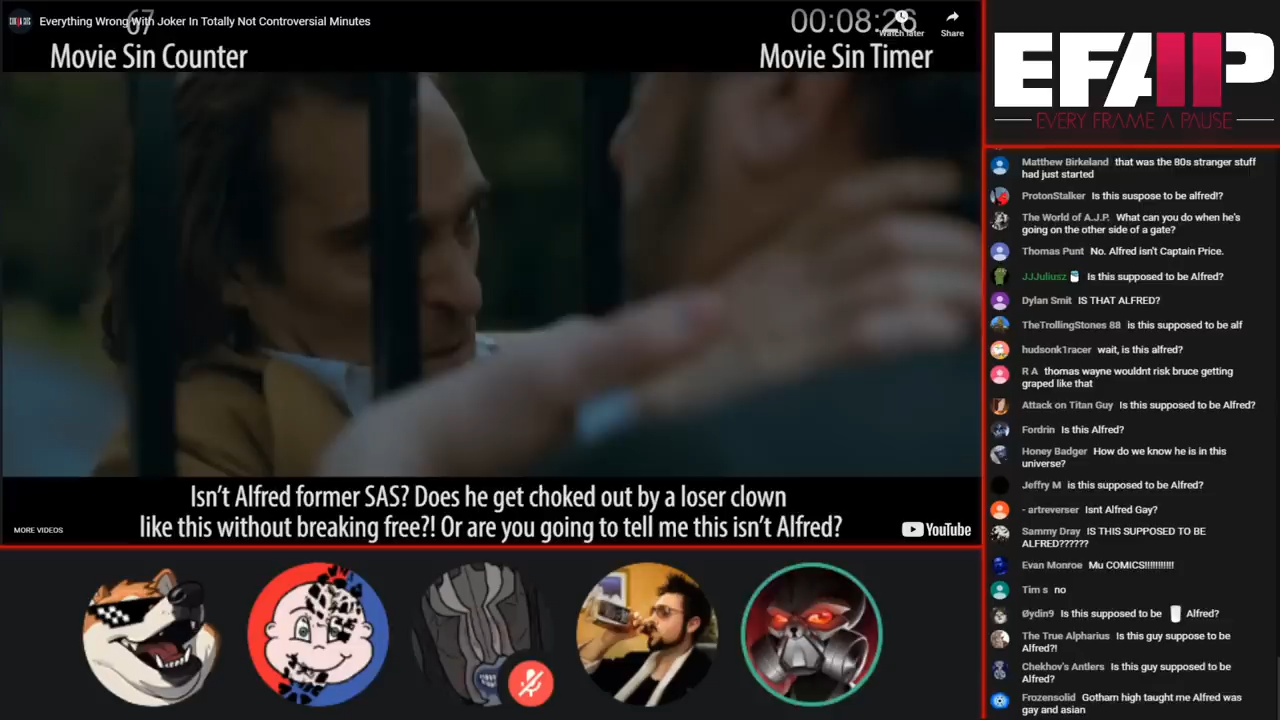 Everything Wrong With Joker In Totally Not Controversial Minutes
67
Movie Sin Counter
00:08:26
Watch later
Share
Movie Sin Timer
Isn't Alfred former SAS? Does he get choked out by a loser clown
like this without breaking free?! Or are you going to tell me this isn't Alfred?
MORE VIDEOS
YouTube
EFAP
EVERY FRAME A PAUSE
Matthew Birkeland that was the 80s stranger stuff
had just started
ProtonStalker Is this suspose to be alfred!?
The World of A.J.P. What can you do when he's
going on the other side of a gate?
Thomas Punt No. Alfred isn't Captain Price.
JJJuliusz Is this supposed to be Alfred?
Dylan Smit IS THAT ALFRED?
TheTrollingStones 88 is this supposed to be alf
hudsonk1racer wait, is this alfred?
R A thomas wayne wouldnt risk bruce getting
graped like that
Attack on Titan Guy Is this supposed to be Alfred?
Fordrin Is this Alfred?
Honey Badger How do we know he is in this
universe?
Jeffry M is this supposed to be Alfred?
- artreverser Isnt Alfred Gay?
Sammy Dray IS THIS SUPPOSED TO BE
ALFRED??????
Evan Monroe Mu COMICS!!!!!!!!!!!
Tim s no
Øydin9 Is this supposed to be Alfred?
The True Alpharius Is this guy suppose to be
Alfred?!
Chekhov's Antlers Is this guy supposed to be
Alfred?
Frozensolid Gotham high taught me Alfred was
gay and asian